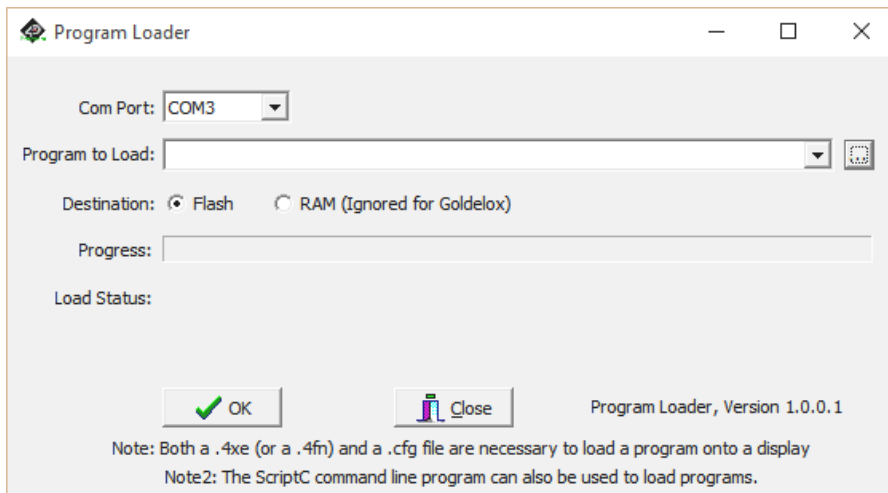 Program Loader
Com Port: COM3
Program to Load:
Destination: Flash RAM (Ignored for Goldelox)
Progress:
Load Status:
OK Close Program Loader, Version 1.0.0.1
Note: Both a .4xe (or a .4fn) and a .cfg file are necessary to load a program onto a display
Note2: The ScriptC command line program can also be used to load programs.